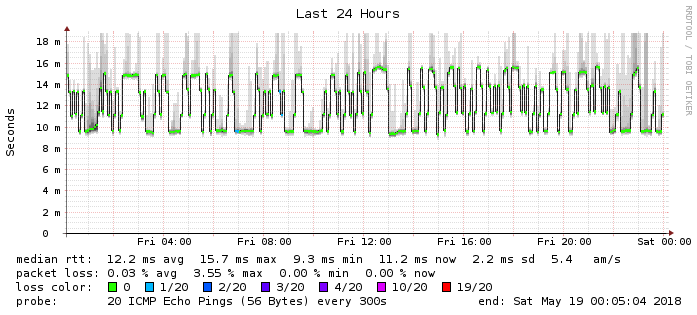 Last 24 Hours
RRDTOOL / TOBI OETIKER
Seconds
18 m
16 m
14 m
12 m
10 m
8 m
6 m
4 m
2 m
0
Fri 04:00 Fri 08:00 Fri 12:00 Fri 16:00 Fri 20:00 Sat 00:00
median rtt: 12.2 ms avg 15.7 ms max 9.3 ms min 11.2 ms now 2.2 ms sd 5.4 am/s
packet loss: 0.03 % avg 3.55 % max 0.00 % min 0.00 % now
loss color: 0 1/20 2/20 3/20 4/20 10/20 19/20
probe: 20 ICMP Echo Pings (56 Bytes) every 300s end: Sat May 19 00:05:04 2018